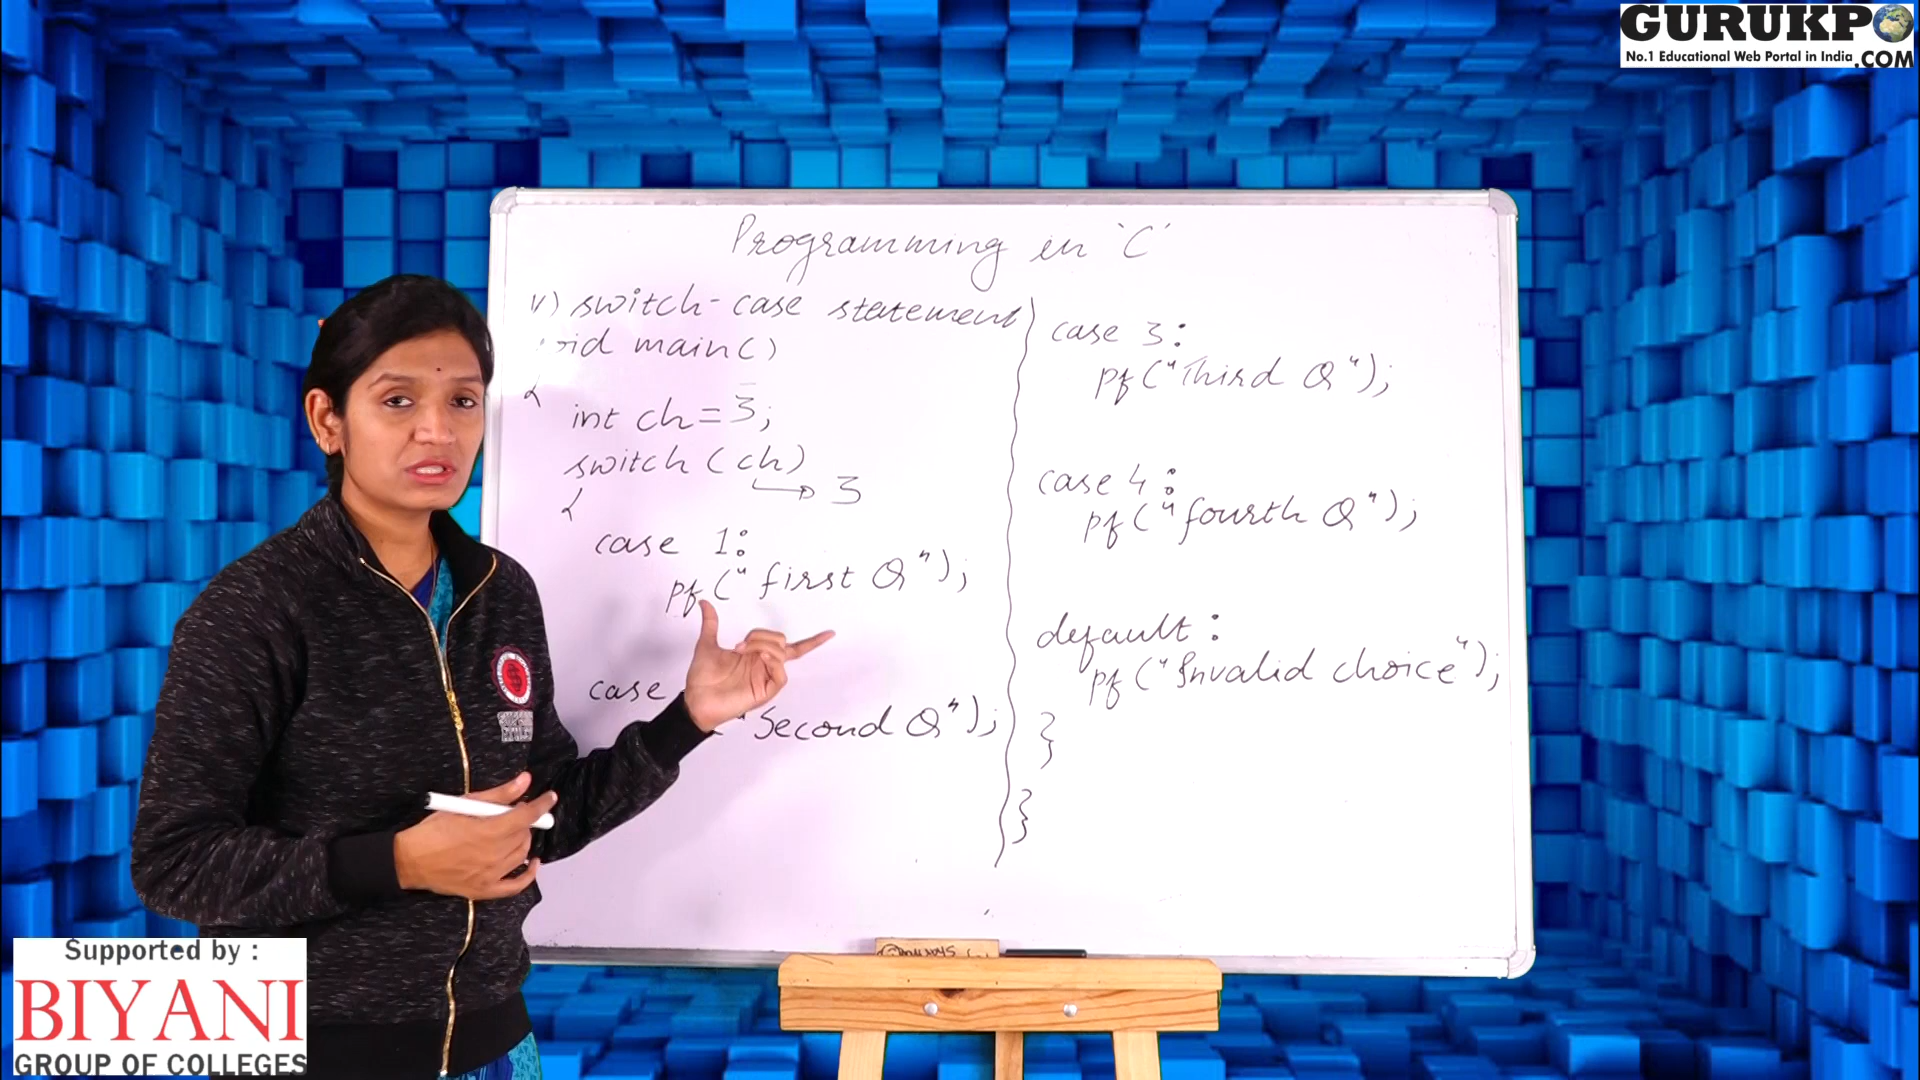 GURUKPO
No.1 Educational Web Portal in India .COM
Programming in 'C'
v) switch-case statement
void main()
{
int ch = 3;
switch (ch)
3
{
case 1:
pf("first Q");
case
"Second Q");
case 3:
pf("Third Q");
case 4:
pf("fourth Q");
default:
pf("Invalid choice");
}
}
Supported by :
BIYANI
GROUP OF COLLEGES